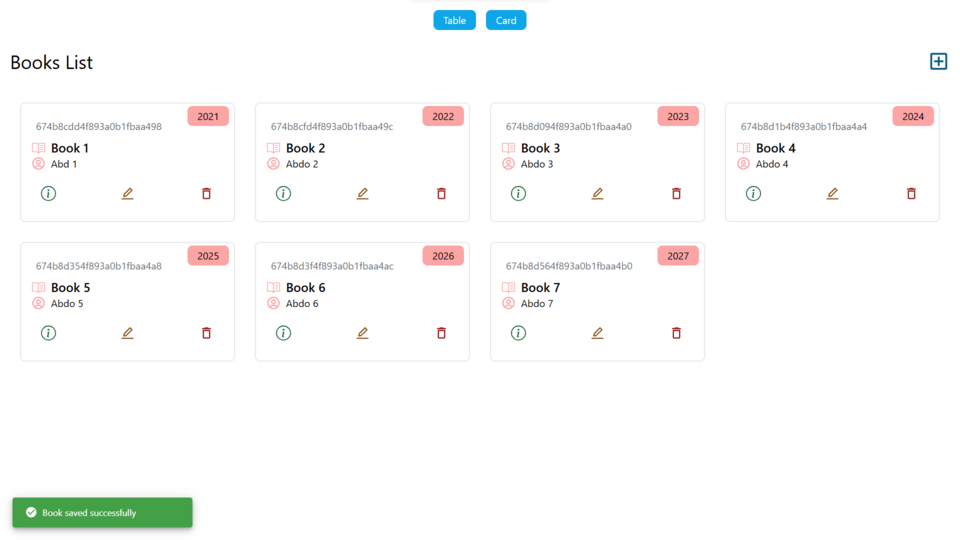 Table Card
Books List
2021
674b8cdd4f893a0b1fbaa498
Book 1
Abd 1
2022
674b8cfd4f893a0b1fbaa49c
Book 2
Abdo 2
2023
674b8d094f893a0b1fbaa4a0
Book 3
Abdo 3
2024
674b8d1b4f893a0b1fbaa4a4
Book 4
Abdo 4
2025
674b8d354f893a0b1fbaa4a8
Book 5
Abdo 5
2026
674b8d3f4f893a0b1fbaa4ac
Book 6
Abdo 6
2027
674b8d564f893a0b1fbaa4b0
Book 7
Abdo 7
Book saved successfully